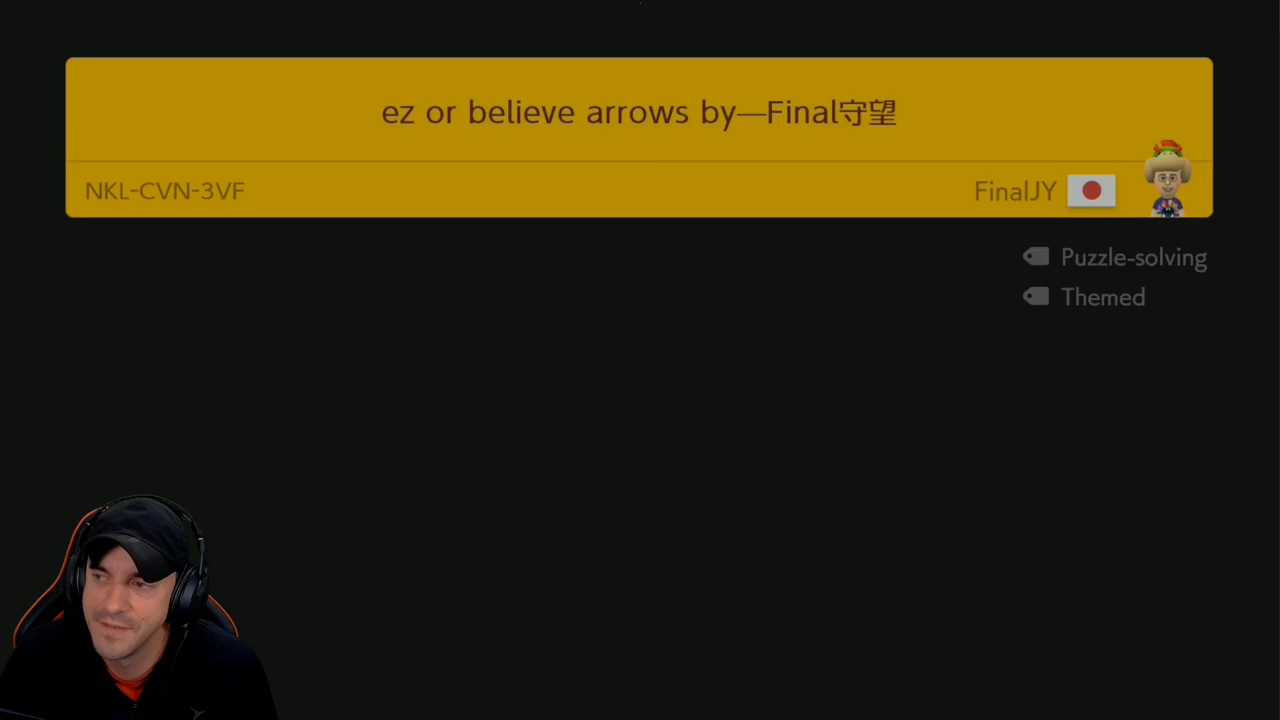 ez or believe arrows by—Final守望
NKL-CVN-3VF
FinalJY
Puzzle-solving
Themed